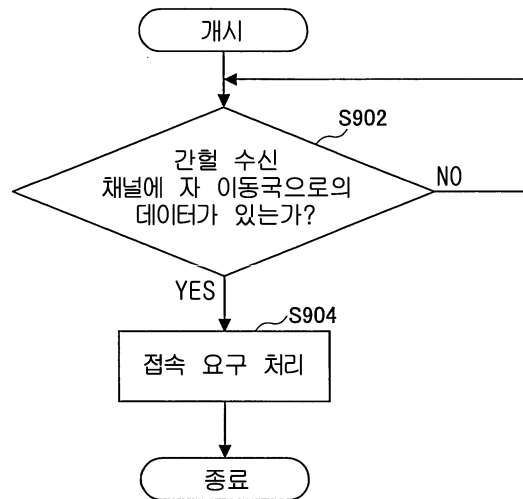 개시
S902
간헐 수신
채널에 자 이동국으로의
데이터가 있는가?
NO
YES
S904
접속 요구 처리
종료